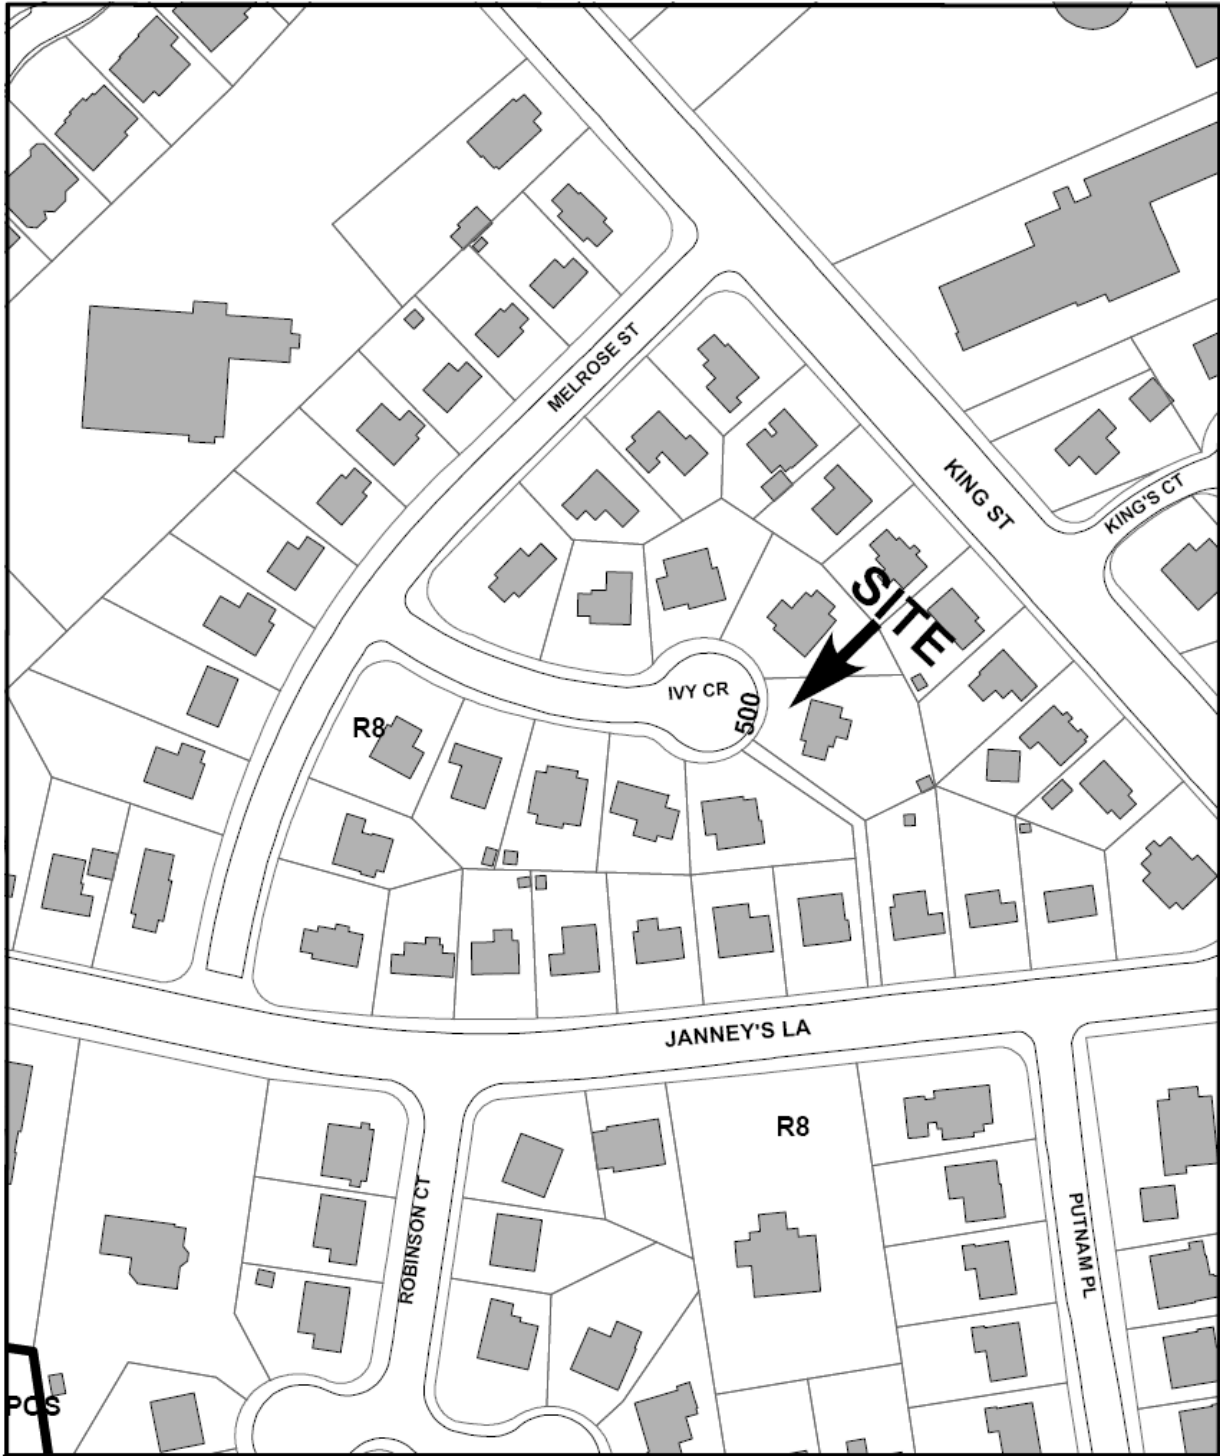 MELROSE ST
KING ST
KING'S CT
SITE
IVY CR
500
R8
JANNEY'S LA
R8
ROBINSON CT
PUTNAM PL
POS